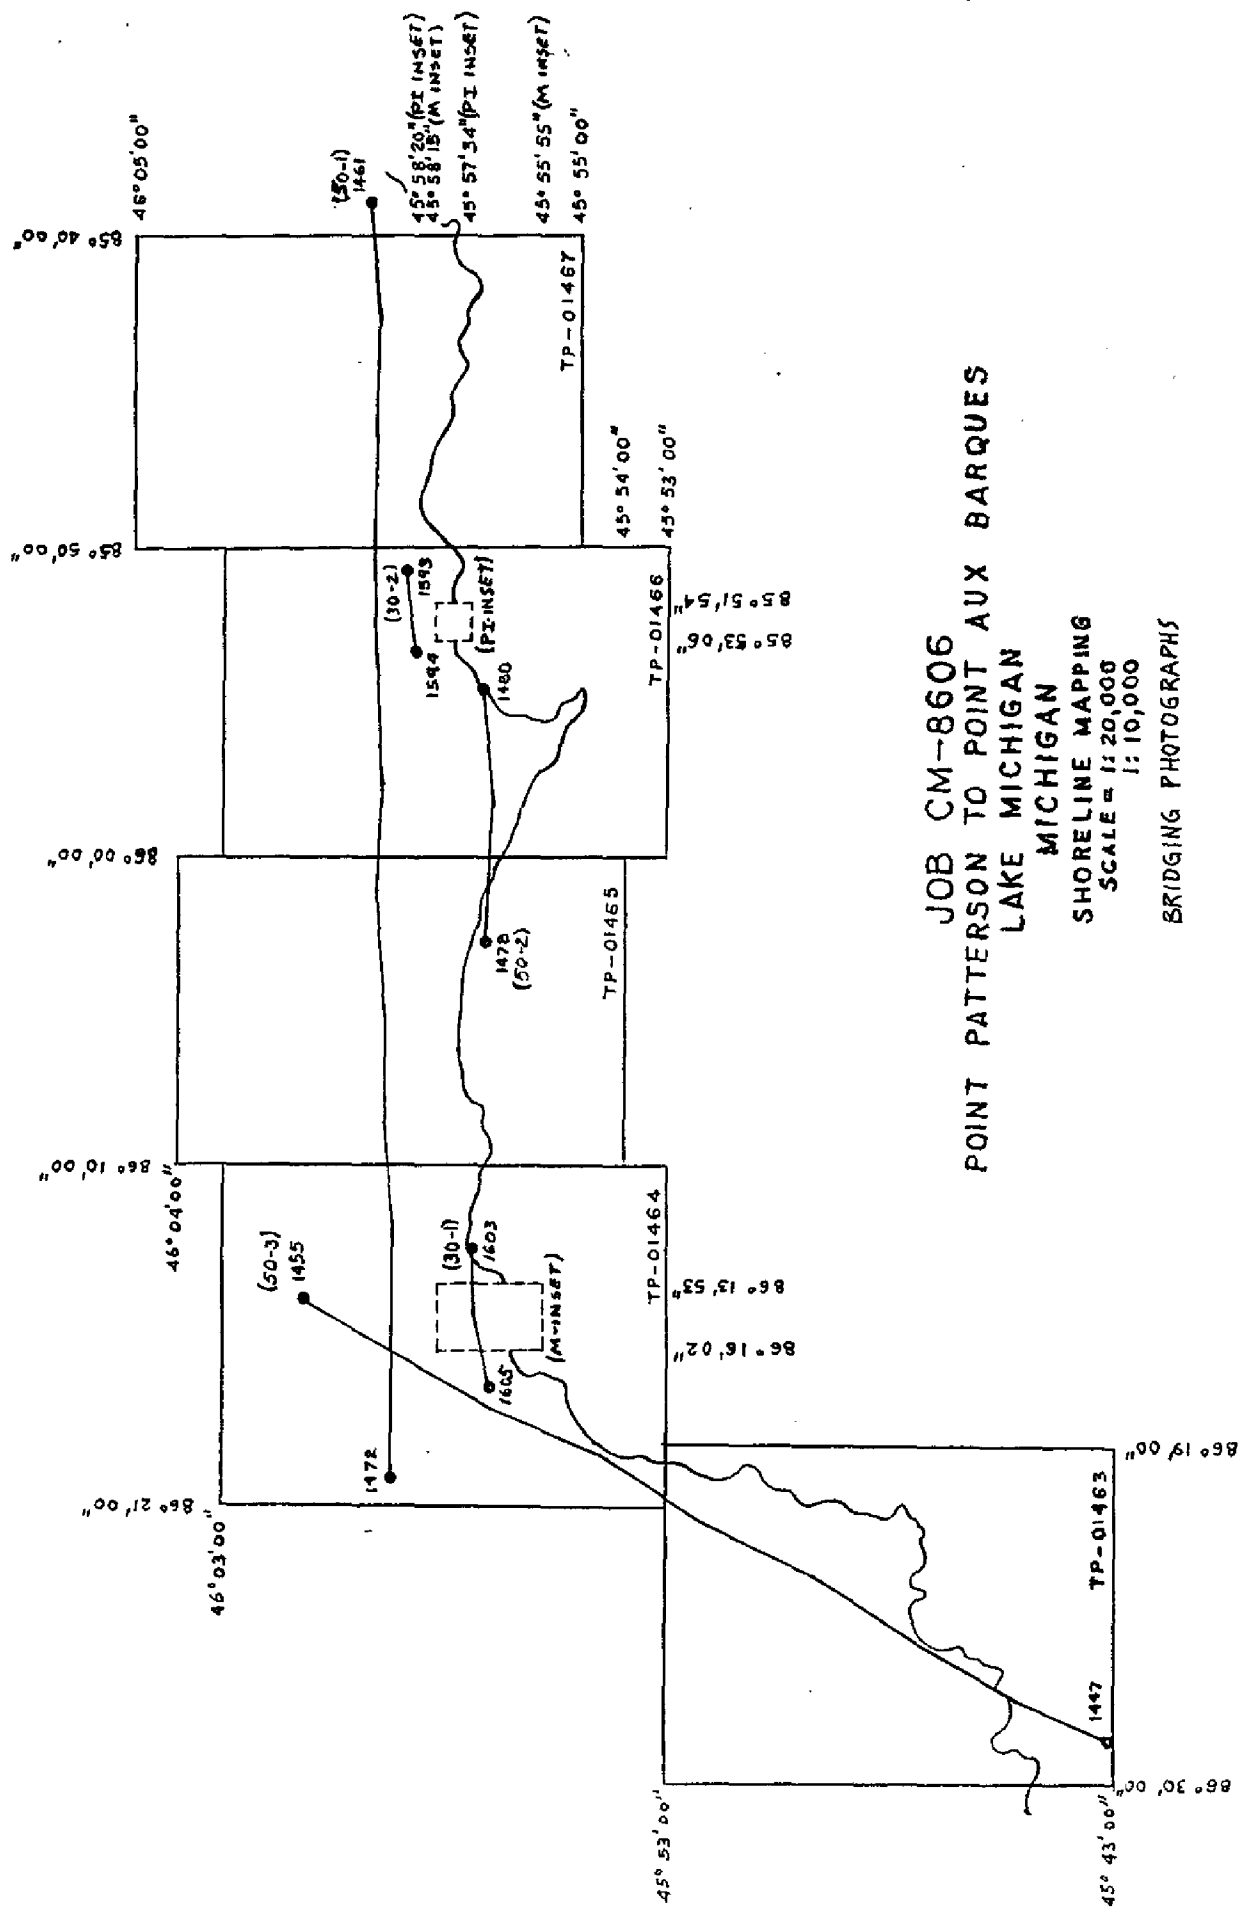 46° 05' 00"
85° 40' 00"
(50-1)
1461
45° 58' 20" (PI INSET)
45° 58' 15" (M INSET)
45° 57' 34" (PI INSET)
45° 55' 55" (M INSET)
45° 55' 00"
TP-01467
85° 50' 00"
45° 54' 00"
45° 53' 00"
(30-2)
1593
1594
(PI-INSET)
1480
TP-01466
85° 51' 54"
85° 53' 06"
86° 00' 00"
1478
(50-2)
TP-01465
86° 10' 00"
46° 04' 00"
(50-3)
1455
(30-1)
1603
(M-INSET)
1605
TP-01464
86° 13' 53"
86° 16' 02"
1472
86° 21' 00"
46° 03' 00"
86° 19' 00"
TP-01463
1447
86° 30' 00"
45° 53' 00"
45° 43' 00"
JOB CM-8606
POINT PATTERSON TO POINT AUX BARQUES
LAKE MICHIGAN
MICHIGAN
SHORELINE MAPPING
SCALE = 1:20,000
1:10,000
BRIDGING PHOTOGRAPHS